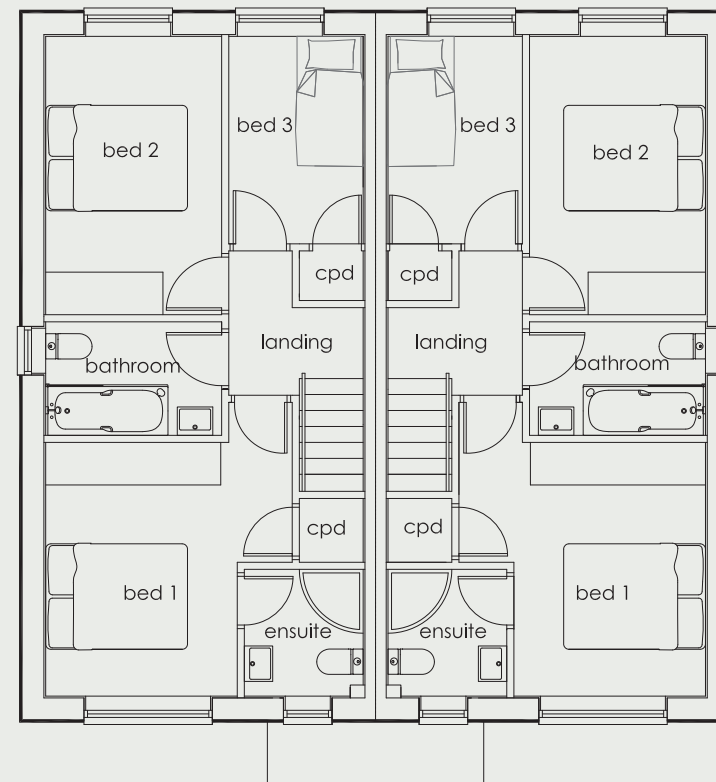 bed 2
bed 3
bed 3
bed 2
cpd
cpd
landing
landing
bathroom
bathroom
cpd
cpd
bed 1
bed 1
ensuite
ensuite